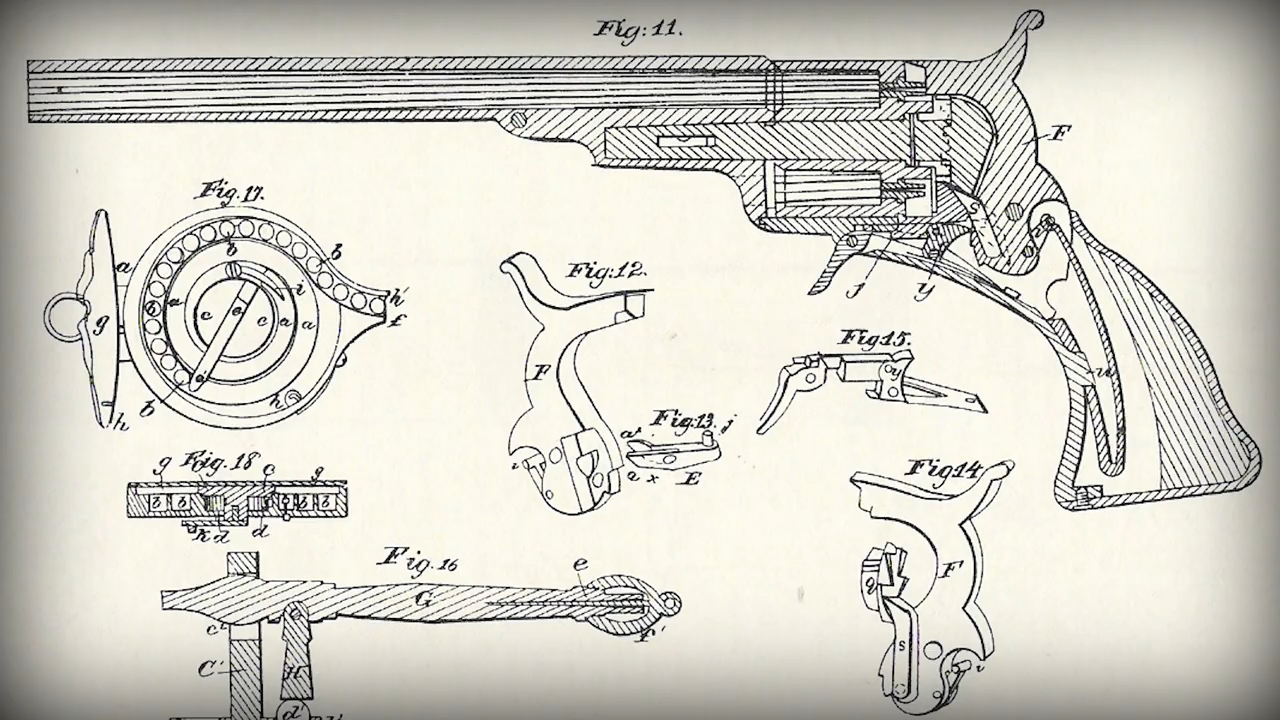 Fig: 11.
F
Fig. 17.
b
b
a
i
h'
f
g
b
a
c
e
c
a
a
h
b
h
j
y
u
Fig: 12.
F
i
Fig. 13.
j
a'
a x
E
Fig 15.
y
Fig. 18
g
c
g
b
b
b
b
b
k
d
d
Fig 14
F
q
s
i
Fig. 16
e
G
f'
c''
C'
H
d'